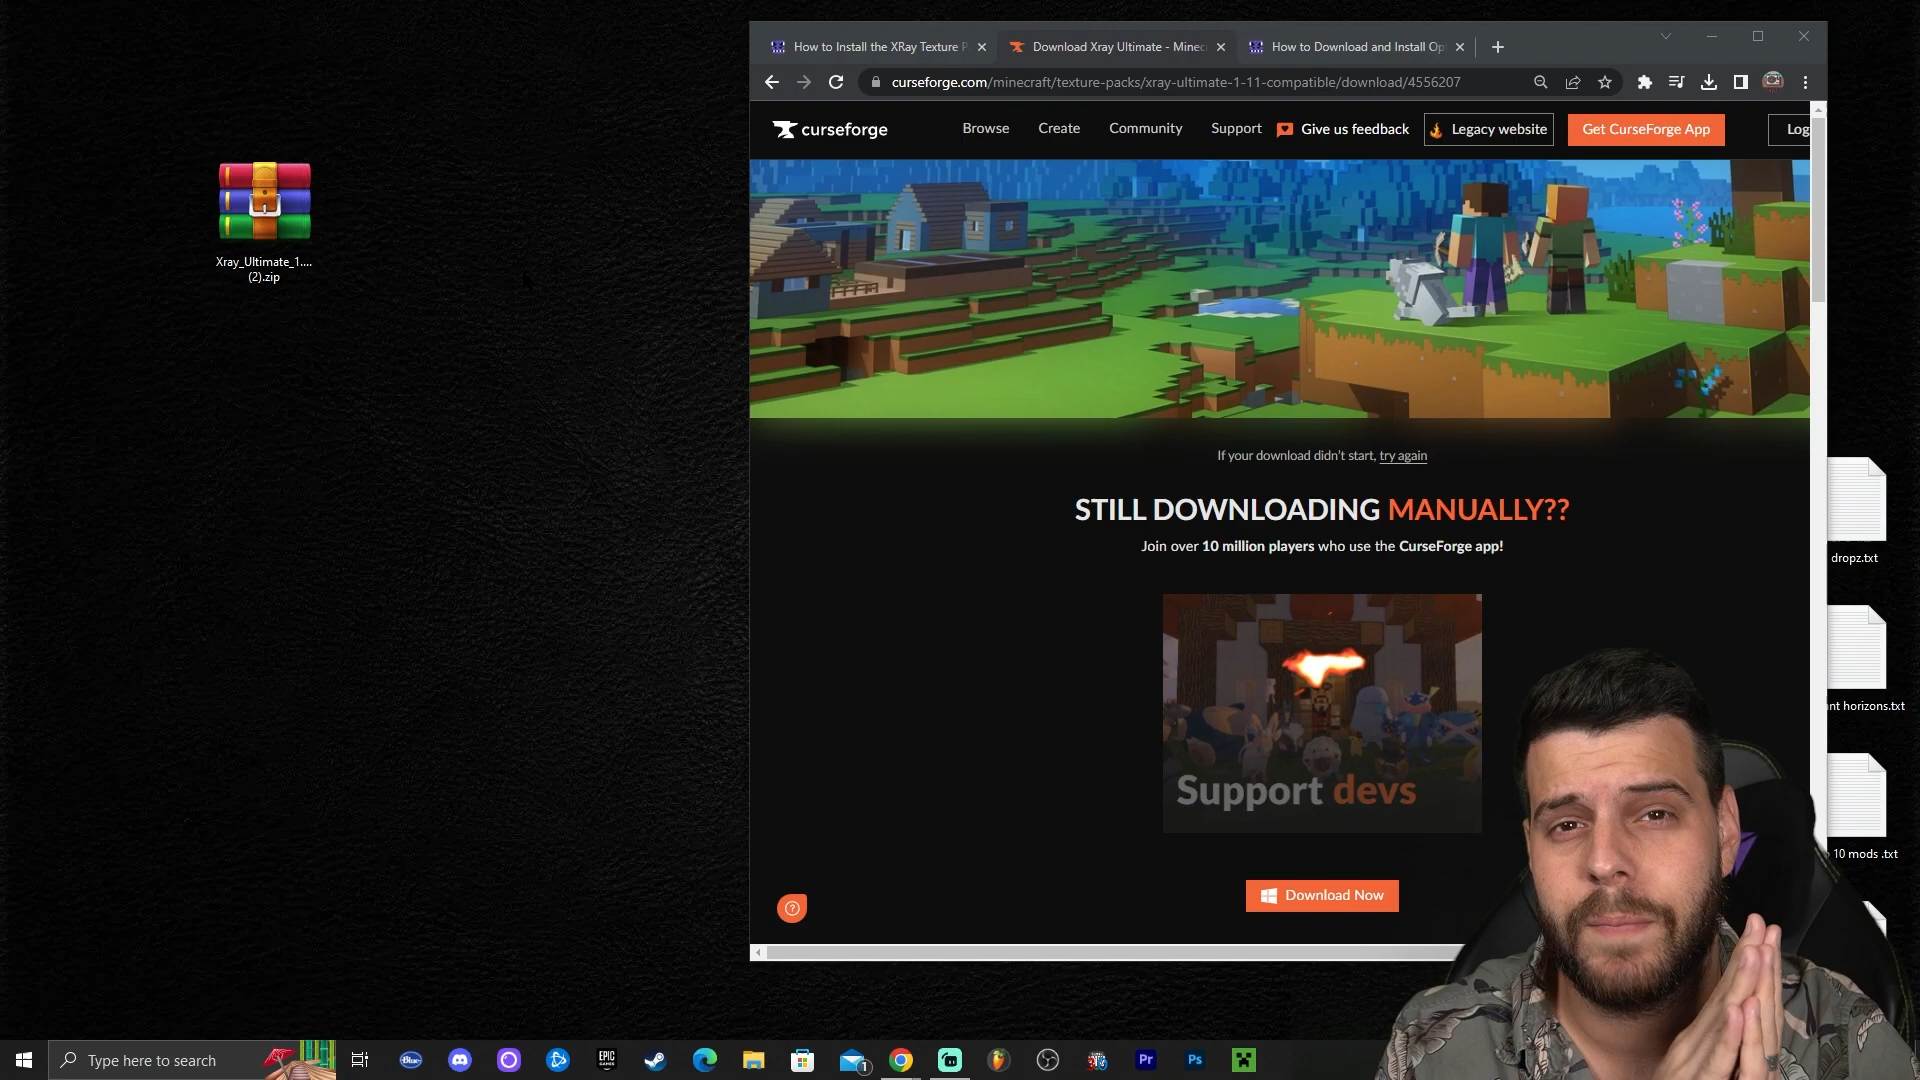 How to Install the XRay Texture P
Download Xray Ultimate - Minec
How to Download and Install Op
curseforge.com/minecraft/texture-packs/xray-ultimate-1-11-compatible/download/4556207
curseforge
Browse
Create
Community
Support
Give us feedback
Legacy website
Get CurseForge App
Log
Xray_Ultimate_1....
(2).zip
If your download didn't start, try again
STILL DOWNLOADING MANUALLY??
Join over 10 million players who use the CurseForge app!
Support devs
Download Now
dropz.txt
nt horizons.txt
10 mods .txt
Type here to search
Blue
EPIC
GAMES
1
Pr
Ps